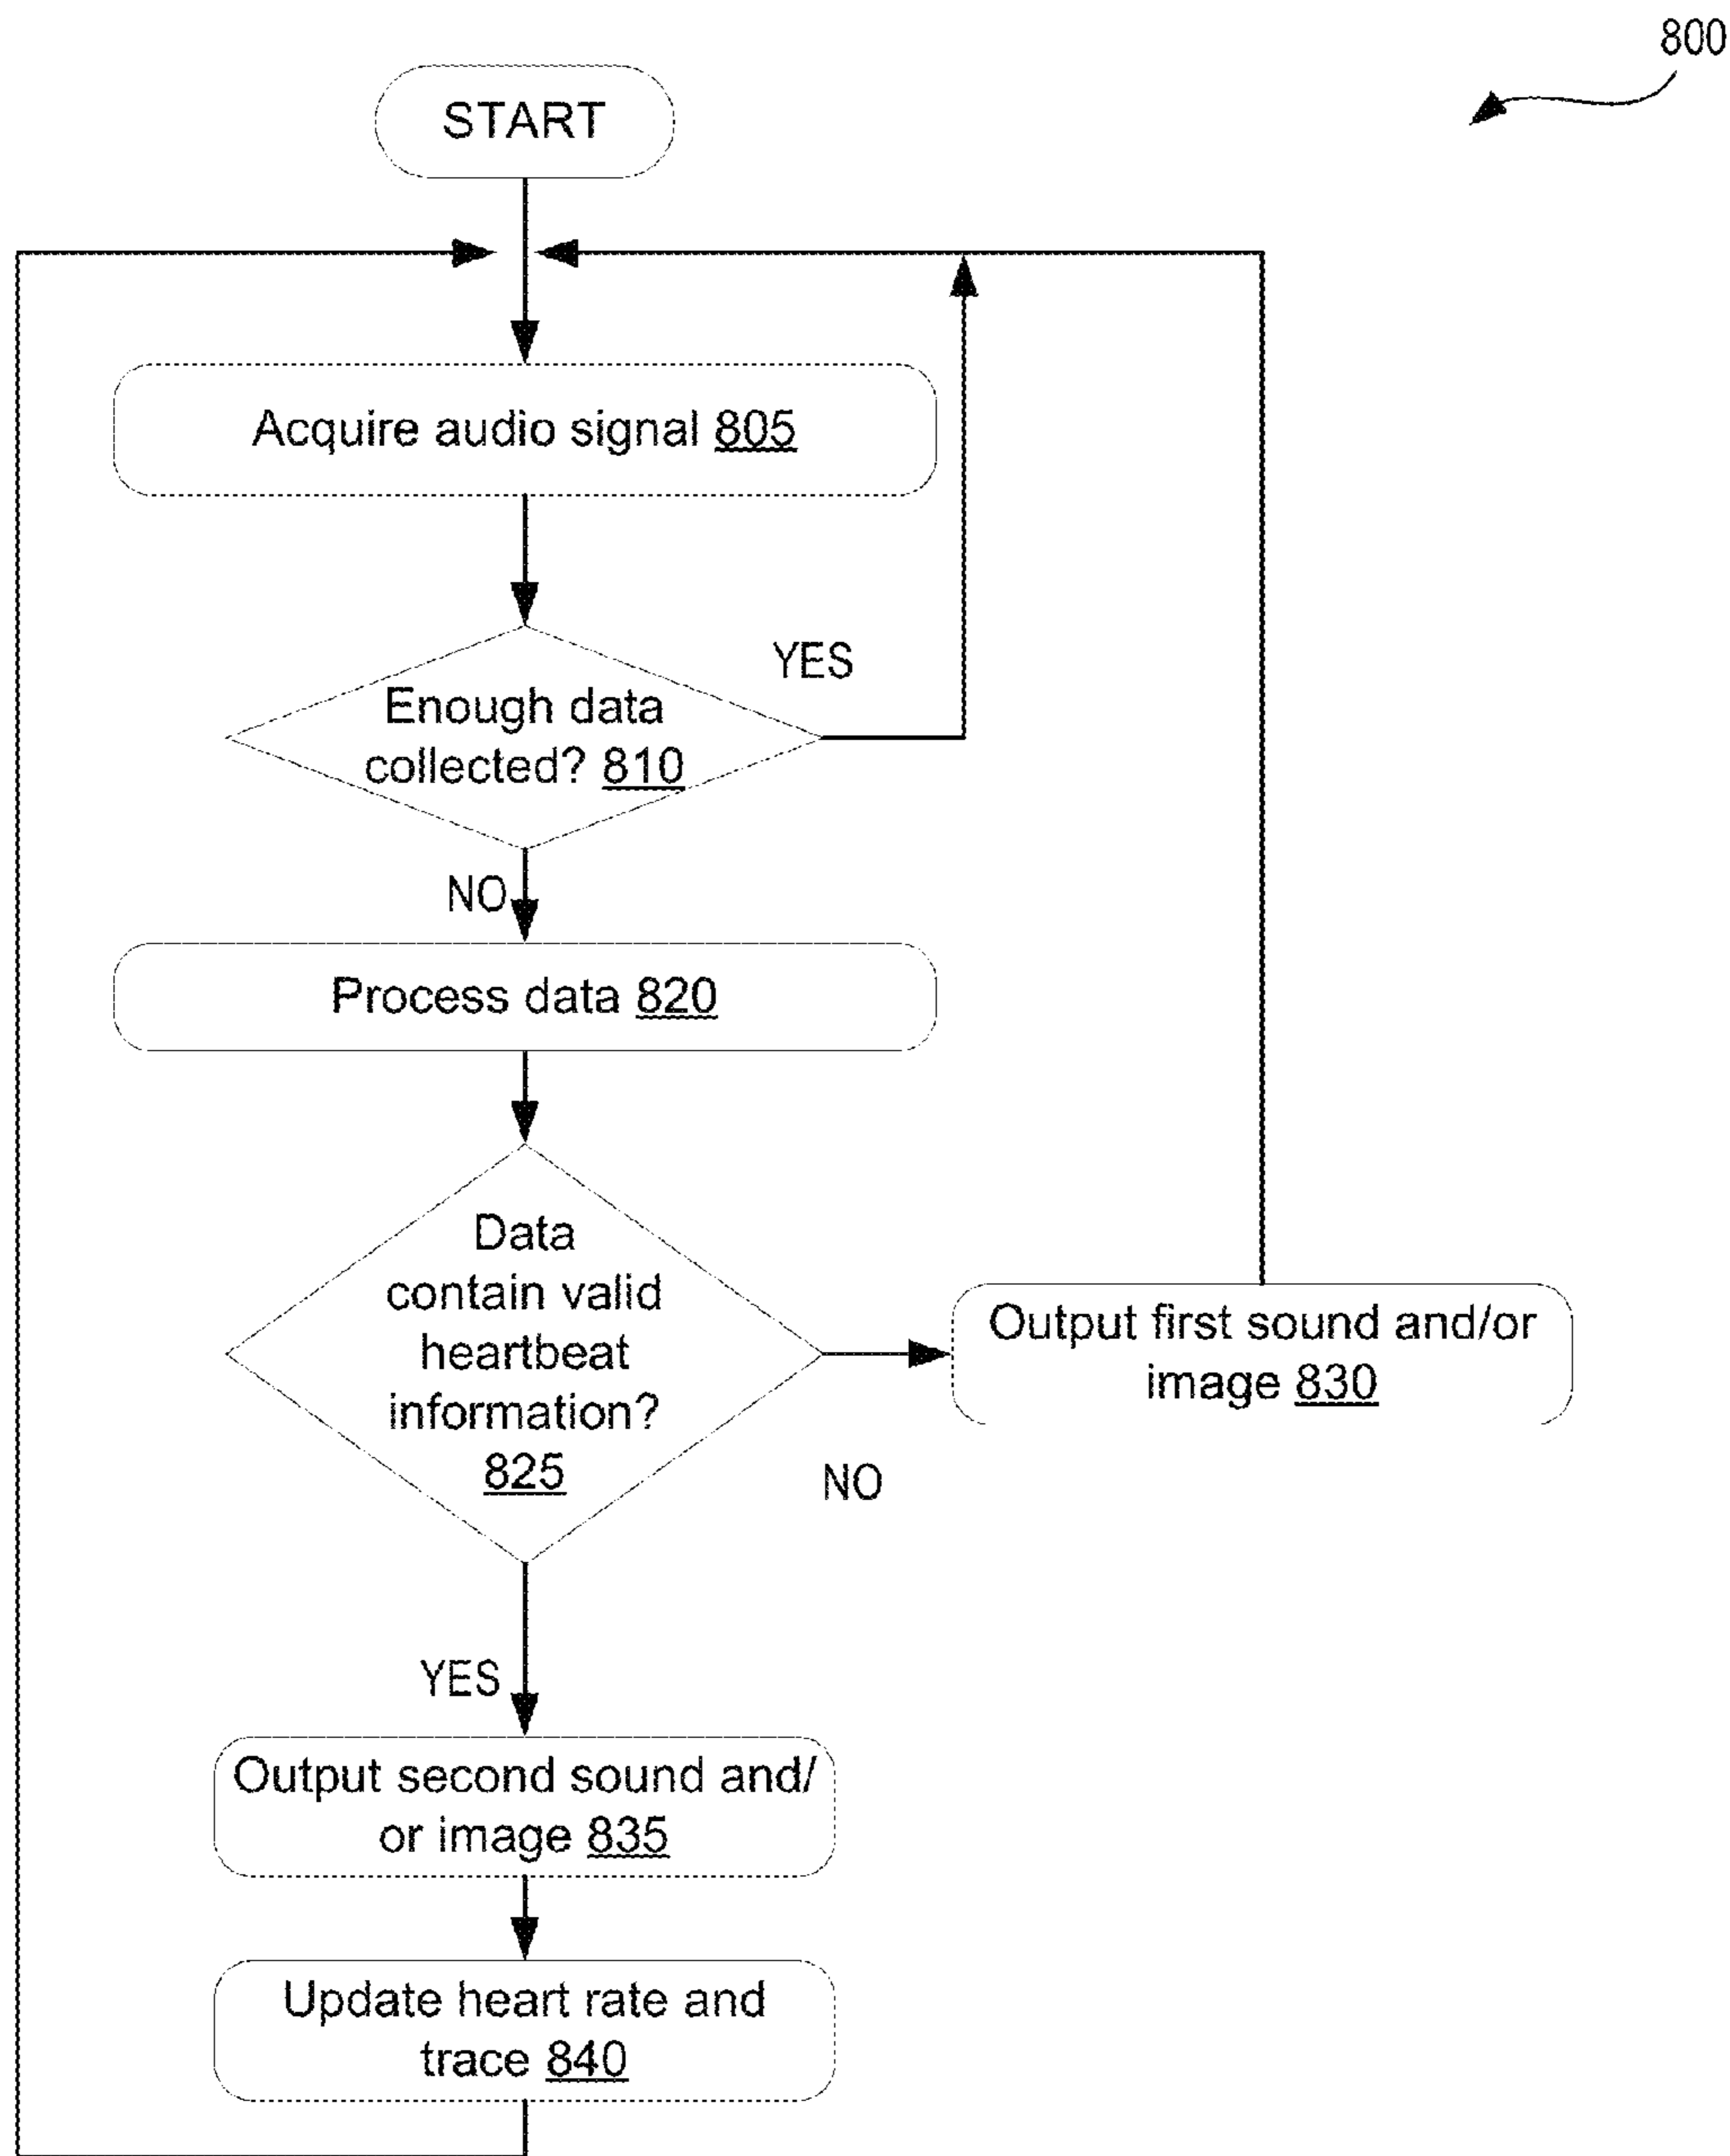 800
START
Acquire audio signal 805
YES
Enough data
collected? 810
NO
Process data 820
Data
contain valid
heartbeat
information?
825
Output first sound and/or
image 830
NO
YES
Output second sound and/
or image 835
Update heart rate and
trace 840